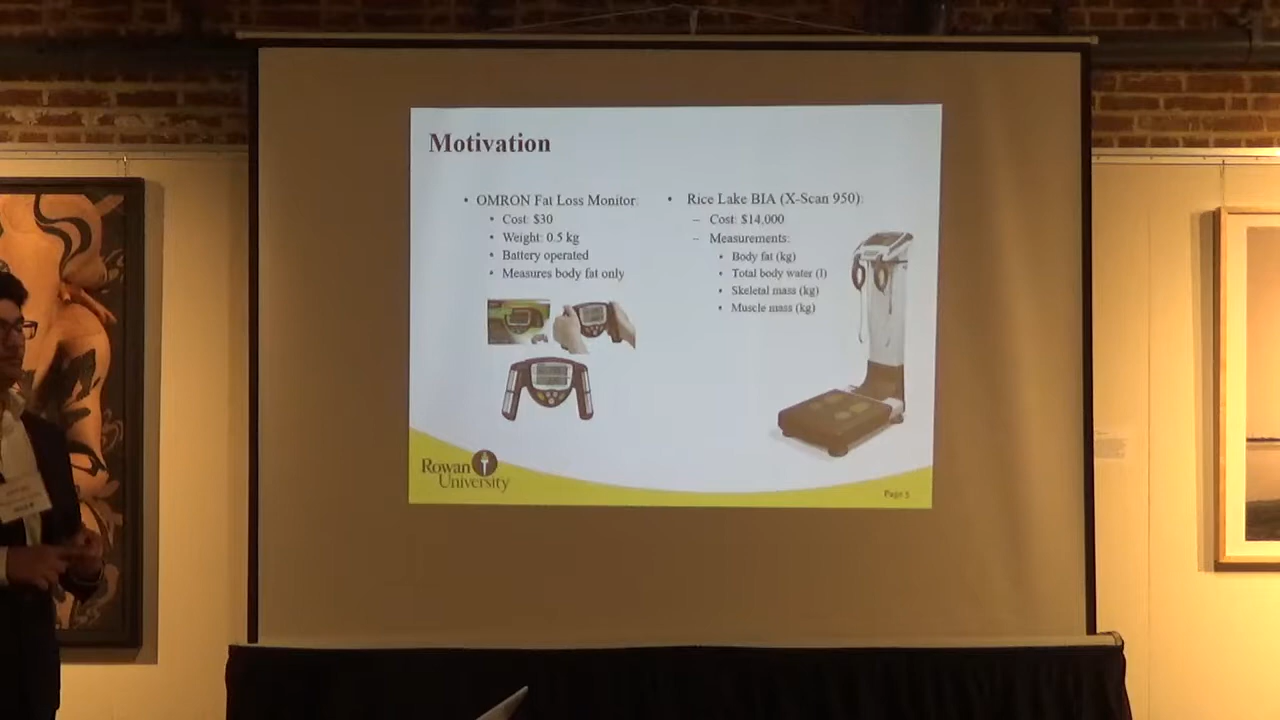 Motivation
• OMRON Fat Loss Monitor:
• Cost: $30
• Weight: 0.5 kg
• Battery operated
• Measures body fat only
• Rice Lake BIA (X-Scan 950):
– Cost: $14,000
– Measurements:
• Body fat (kg)
• Total body water (l)
• Skeletal mass (kg)
• Muscle mass (kg)
Rowan
University
Page 5